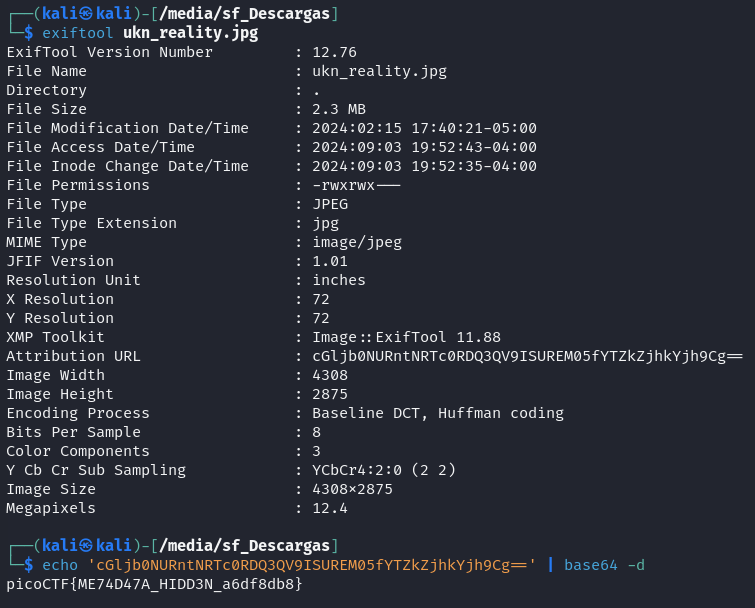 ┌──(kali㉿kali)-[/media/sf_Descargas]
└─$ exiftool ukn_reality.jpg
ExifTool Version Number         : 12.76
File Name                       : ukn_reality.jpg
Directory                       : .
File Size                       : 2.3 MB
File Modification Date/Time     : 2024:02:15 17:40:21-05:00
File Access Date/Time           : 2024:09:03 19:52:43-04:00
File Inode Change Date/Time     : 2024:09:03 19:52:35-04:00
File Permissions                : -rwxrwx---
File Type                       : JPEG
File Type Extension             : jpg
MIME Type                       : image/jpeg
JFIF Version                    : 1.01
Resolution Unit                 : inches
X Resolution                    : 72
Y Resolution                    : 72
XMP Toolkit                     : Image::ExifTool 11.88
Attribution URL                 : cGljb0NURntNRTc0RDQ3QV9ISUREM05fYTZkZjhkYjh9Cg==
Image Width                     : 4308
Image Height                    : 2875
Encoding Process                : Baseline DCT, Huffman coding
Bits Per Sample                 : 8
Color Components                : 3
Y Cb Cr Sub Sampling            : YCbCr4:2:0 (2 2)
Image Size                      : 4308x2875
Megapixels                      : 12.4
┌──(kali㉿kali)-[/media/sf_Descargas]
└─$ echo 'cGljb0NURntNRTc0RDQ3QV9ISUREM05fYTZkZjhkYjh9Cg==' | base64 -d
picoCTF{ME74D47A_HIDD3N_a6df8db8}